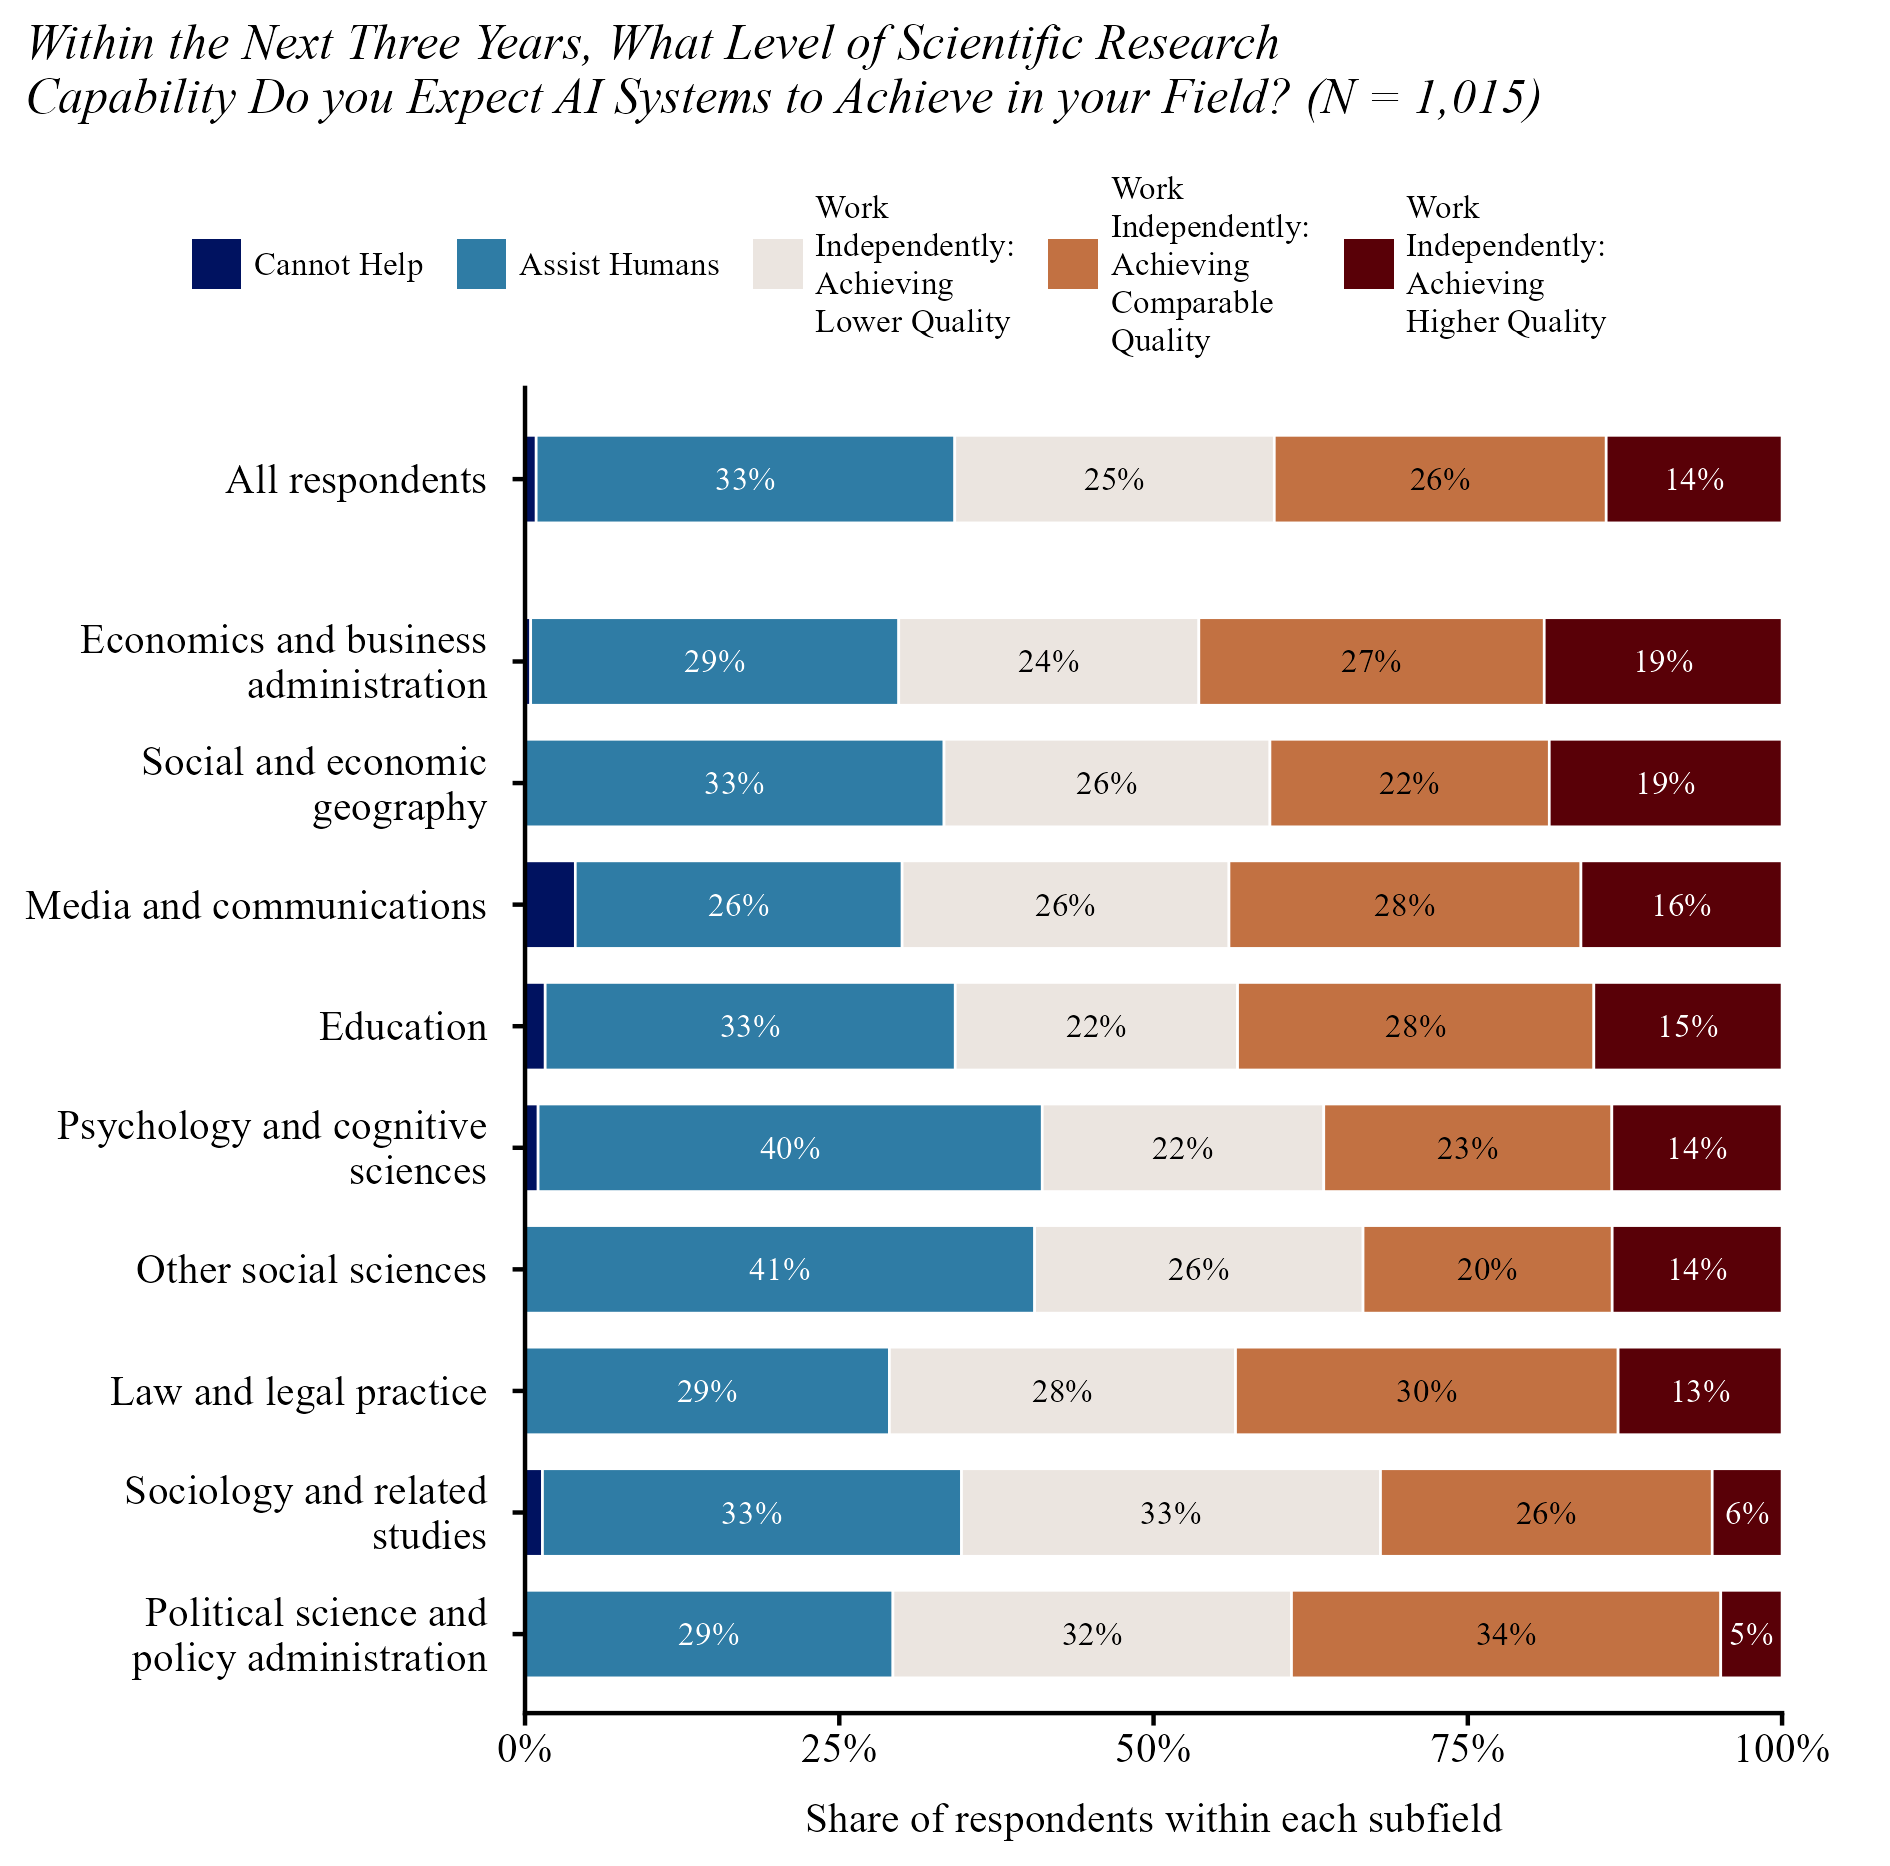 Within the Next Three Years, What Level of Scientific Research
Capability Do you Expect AI Systems to Achieve in your Field? (N = 1,015)
Cannot Help
Assist Humans
Work
Independently:
Achieving
Lower Quality
Work
Independently:
Achieving
Comparable
Quality
Work
Independently:
Achieving
Higher Quality
All respondents
33% 25% 26% 14%
Economics and business
administration
29% 24% 27% 19%
Social and economic
geography
33% 26% 22% 19%
Media and communications
26% 26% 28% 16%
Education
33% 22% 28% 15%
Psychology and cognitive
sciences
40% 22% 23% 14%
Other social sciences
41% 26% 20% 14%
Law and legal practice
29% 28% 30% 13%
Sociology and related
studies
33% 33% 26% 6%
Political science and
policy administration
29% 32% 34% 5%
0% 25% 50% 75% 100%
Share of respondents within each subfield